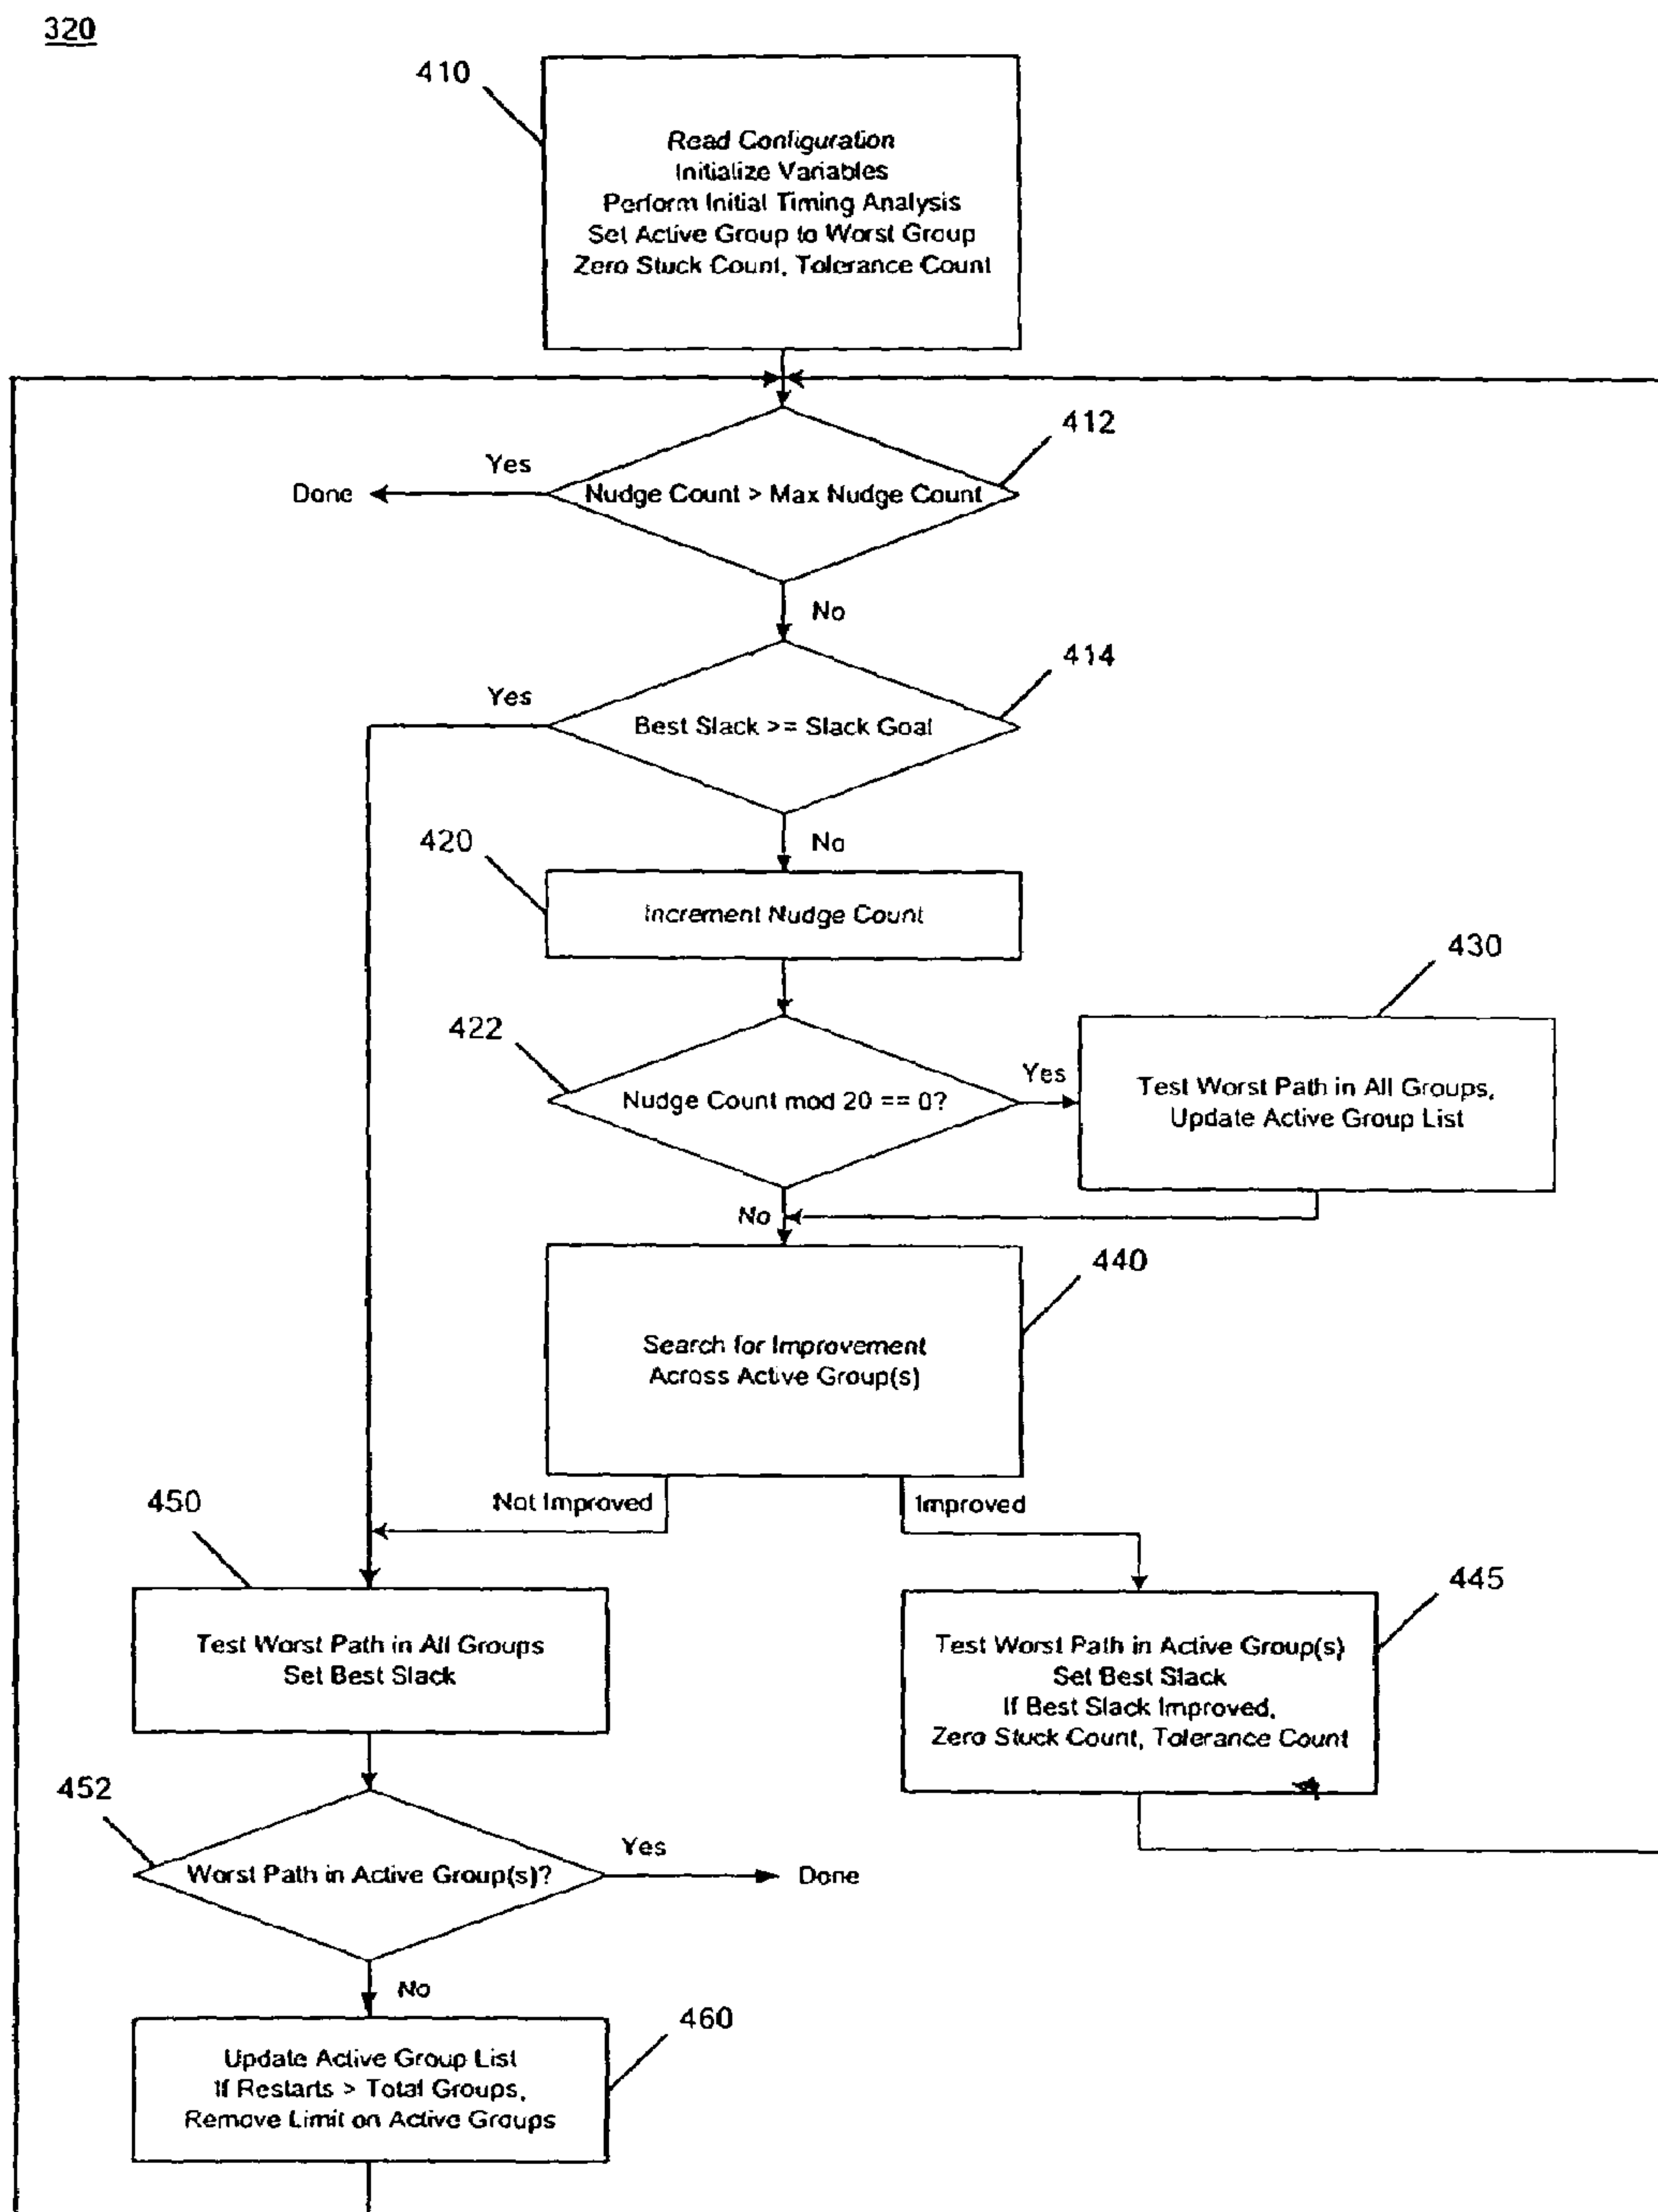 320
410
Read Configuration
Initialize Variables
Perform Initial Timing Analysis
Set Active Group to Worst Group
Zero Stuck Count, Tolerance Count
412
Yes
Done
Nudge Count > Max Nudge Count
No
414
Yes
Best Slack >= Slack Goal
No
420
Increment Nudge Count
430
422
Yes
Nudge Count mod 20 == 0?
Test Worst Path in All Groups,
Update Active Group List
No
440
Search for Improvement
Across Active Group(s)
450
Not Improved
Improved
445
Test Worst Path in All Groups
Set Best Slack
Test Worst Path in Active Group(s)
Set Best Slack
If Best Slack Improved,
Zero Stuck Count, Tolerance Count
452
Yes
Worst Path in Active Group(s)?
Done
No
460
Update Active Group List
If Restarts > Total Groups,
Remove Limit on Active Groups